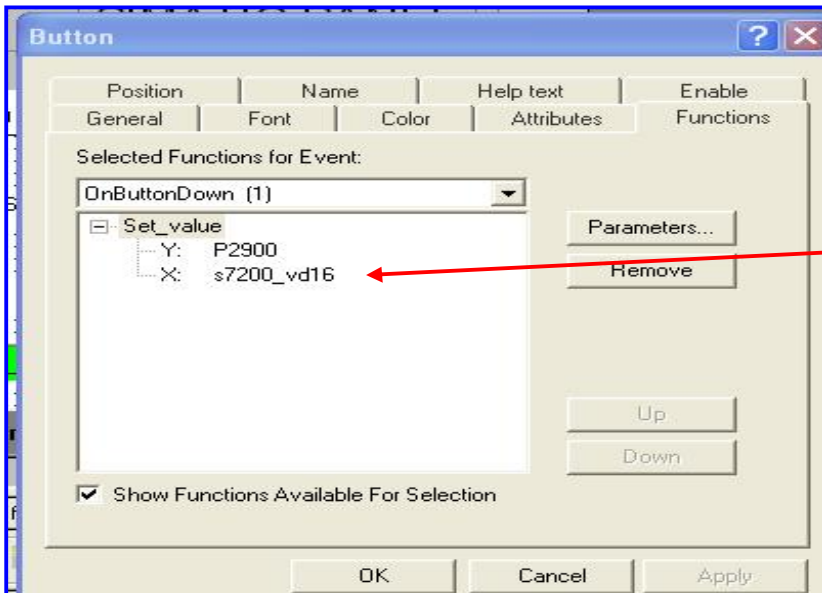 Button
Position Name Help text Enable
General Font Color Attributes Functions
Selected Functions for Event:
OnButtonDown (1)
Set_value
Y: P2900
X: s7200_vd16
Parameters...
Remove
Up
Down
Show Functions Available For Selection
OK Cancel Apply